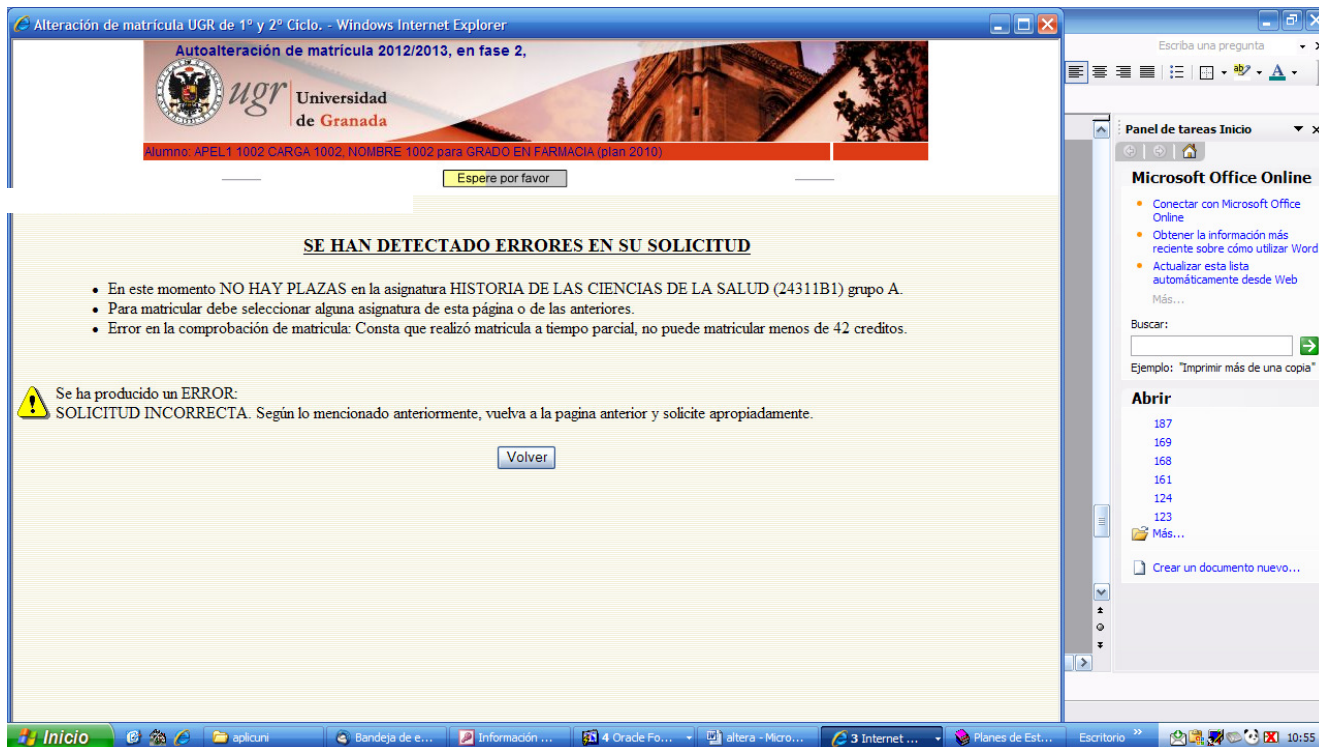 Alteración de matrícula UGR de 1º y 2º Ciclo. - Windows Internet Explorer
Autoalteración de matrícula 2012/2013, en fase 2,
ugr
Universidad
de Granada
Alumno: APEL1 1002 CARGA 1002, NOMBRE 1002 para GRADO EN FARMACIA (plan 2010)
Espere por favor
SE HAN DETECTADO ERRORES EN SU SOLICITUD
• En este momento NO HAY PLAZAS en la asignatura HISTORIA DE LAS CIENCIAS DE LA SALUD (24311B1) grupo A.
• Para matricular debe seleccionar alguna asignatura de esta página o de las anteriores.
• Error en la comprobación de matricula: Consta que realizó matricula a tiempo parcial, no puede matricular menos de 42 creditos.
Se ha producido un ERROR:
SOLICITUD INCORRECTA. Según lo mencionado anteriormente, vuelva a la pagina anterior y solicite apropiadamente.
Volver
Escriba una pregunta
Panel de tareas Inicio
Microsoft Office Online
• Conectar con Microsoft Office
Online
• Obtener la información más
reciente sobre cómo utilizar Word
• Actualizar esta lista
automáticamente desde Web
Más...
Buscar:
Ejemplo: "Imprimir más de una copia"
Abrir
187
169
168
161
124
123
Más...
Crear un documento nuevo...
Inicio
aplicuni
Bandeja de e...
Información ...
4 Oracle Fo...
altera - Micro...
3 Internet ...
Planes de Est...
Escritorio
10:55